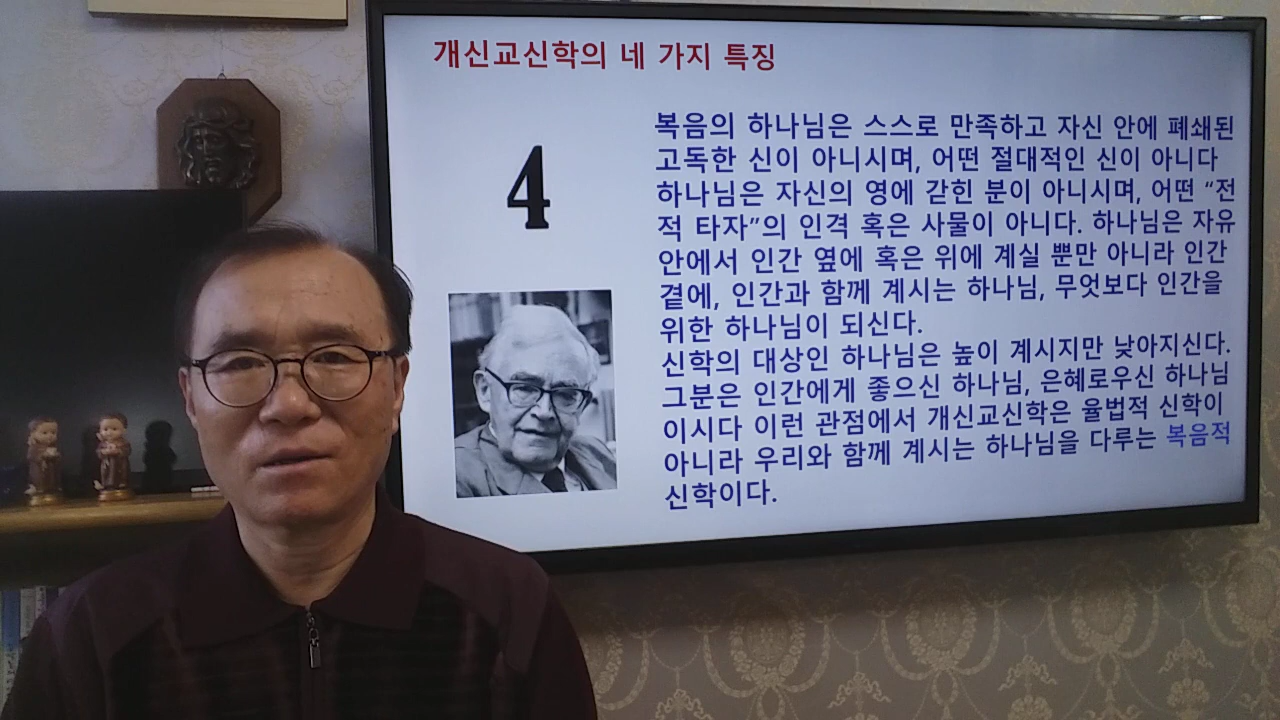 개신교신학의 네 가지 특징
4
복음의 하나님은 스스로 만족하고 자신 안에 폐쇄된
고독한 신이 아니시며, 어떤 절대적인 신이 아니다
하나님은 자신의 영에 갇힌 분이 아니시며, 어떤 “전
적 타자”의 인격 혹은 사물이 아니다. 하나님은 자유
안에서 인간 옆에 혹은 위에 계실 뿐만 아니라 인간
곁에, 인간과 함께 계시는 하나님, 무엇보다 인간을
위한 하나님이 되신다.
신학의 대상인 하나님은 높이 계시지만 낮아지신다.
그분은 인간에게 좋으신 하나님, 은혜로우신 하나님
이시다 이런 관점에서 개신교신학은 율법적 신학이
아니라 우리와 함께 계시는 하나님을 다루는 복음적
신학이다.